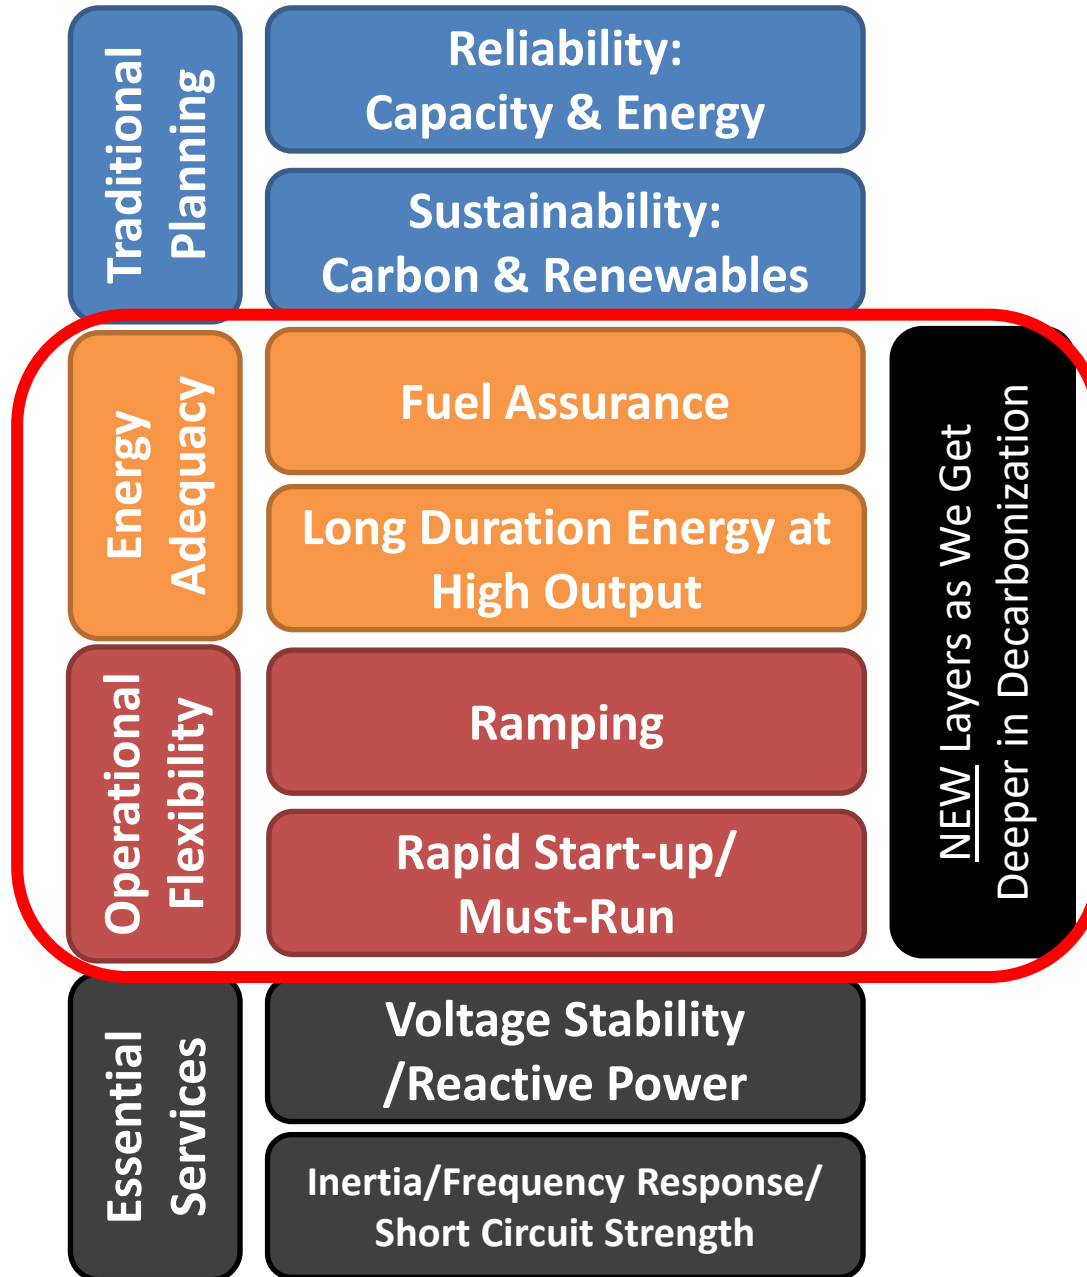 Traditional
Planning
Reliability:
Capacity & Energy
Sustainability:
Carbon & Renewables
Energy
Adequacy
Fuel Assurance
Long Duration Energy at
High Output
Operational
Flexibility
Ramping
Rapid Start-up/
Must-Run
NEW Layers as We Get
Deeper in Decarbonization
Essential
Services
Voltage Stability
/Reactive Power
Inertia/Frequency Response/
Short Circuit Strength